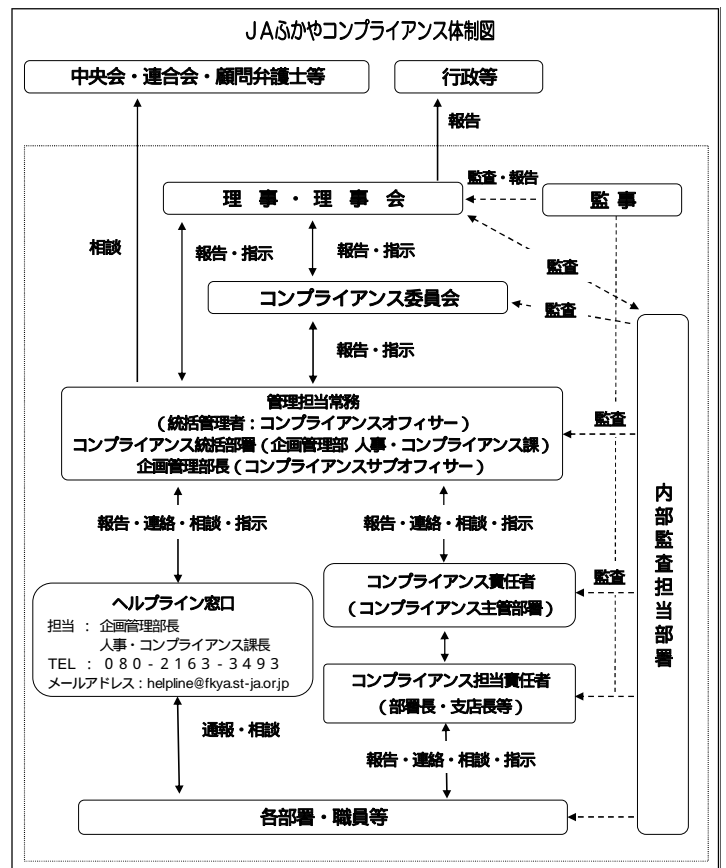 JAふかやコンプライアンス体制図
中央会・連合会・顧問弁護士等
行政等
報告
監査・報告
理 事 ・ 理 事 会
監 事
相談
報告・指示
報告・指示
監査
コンプライアンス委員会
監査
報告・指示
管理担当常務
(統括管理者:コンプライアンスオフィサー)
コンプライアンス統括部署(企画管理部 人事・コンプライアンス課)
企画管理部長(コンプライアンスサブオフィサー)
監査
内部監査担当部署
報告・連絡・相談・指示
報告・連絡・相談・指示
ヘルプライン窓口
担当 : 企画管理部長
人事・コンプライアンス課長
TEL : 080-2163-3493
メールアドレス:helpline@fkya.st-ja.or.jp
コンプライアンス責任者
(コンプライアンス主管部署)
監査
コンプライアンス担当責任者
(部署長・支店長等)
通報・相談
報告・連絡・相談・指示
各部署・職員等